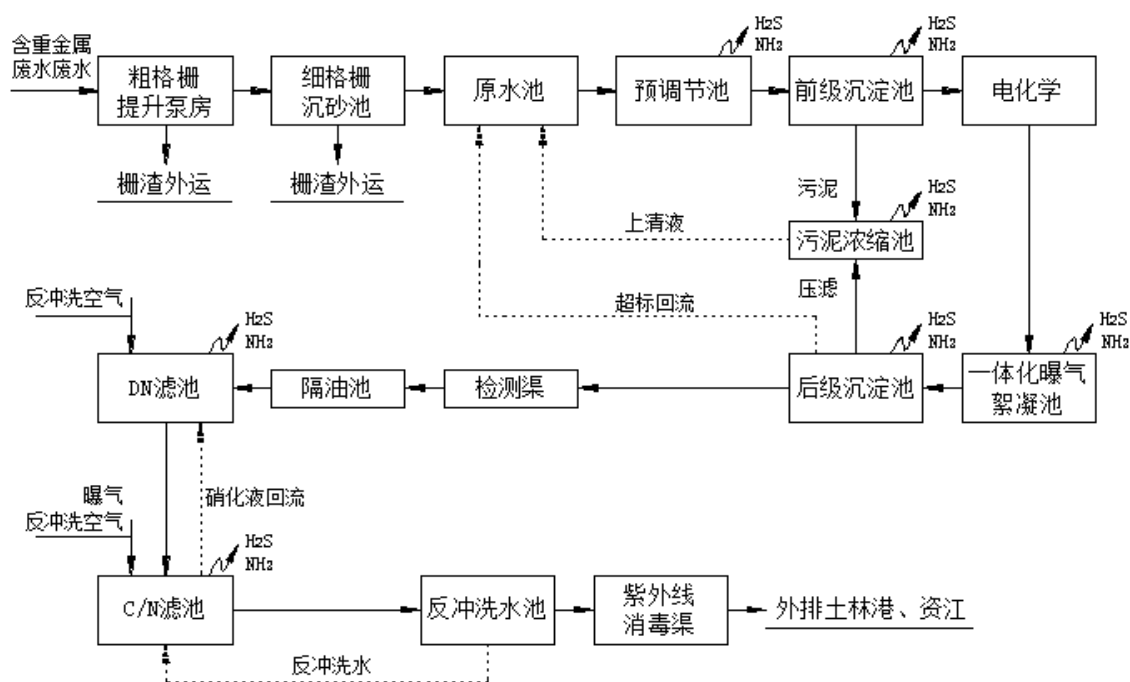 含重金属
废水废水
粗格栅
提升泵房
细格栅
沉砂池
原水池
预调节池
H2S
NH2
前级沉淀池
H2S
NH2
电化学
栅渣外运
栅渣外运
污泥
H2S
NH2
上清液
污泥浓缩池
压滤
超标回流
反冲洗空气
H2S
NH2
DN滤池
隔油池
检测渠
H2S
NH2
后级沉淀池
H2S
NH2
一体化曝气
絮凝池
曝气
反冲洗空气
硝化液回流
H2S
NH2
C/N滤池
反冲洗水池
紫外线
消毒渠
外排土林港、资江
反冲洗水